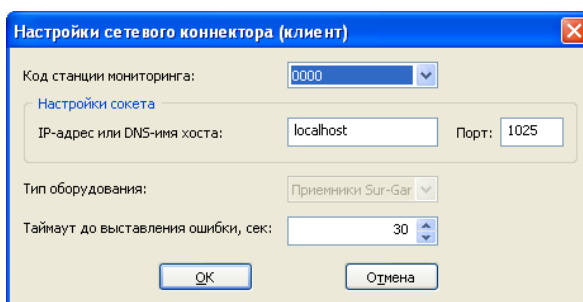 Настройки сетевого коннектора (клиент)
Код станции мониторинга: 0000
Настройки сокета
IP-адрес или DNS-имя хоста: localhost Порт: 1025
Тип оборудования: Приемники Sur-Gar
Таймаут до выставления ошибки, сек: 30
OK Отмена